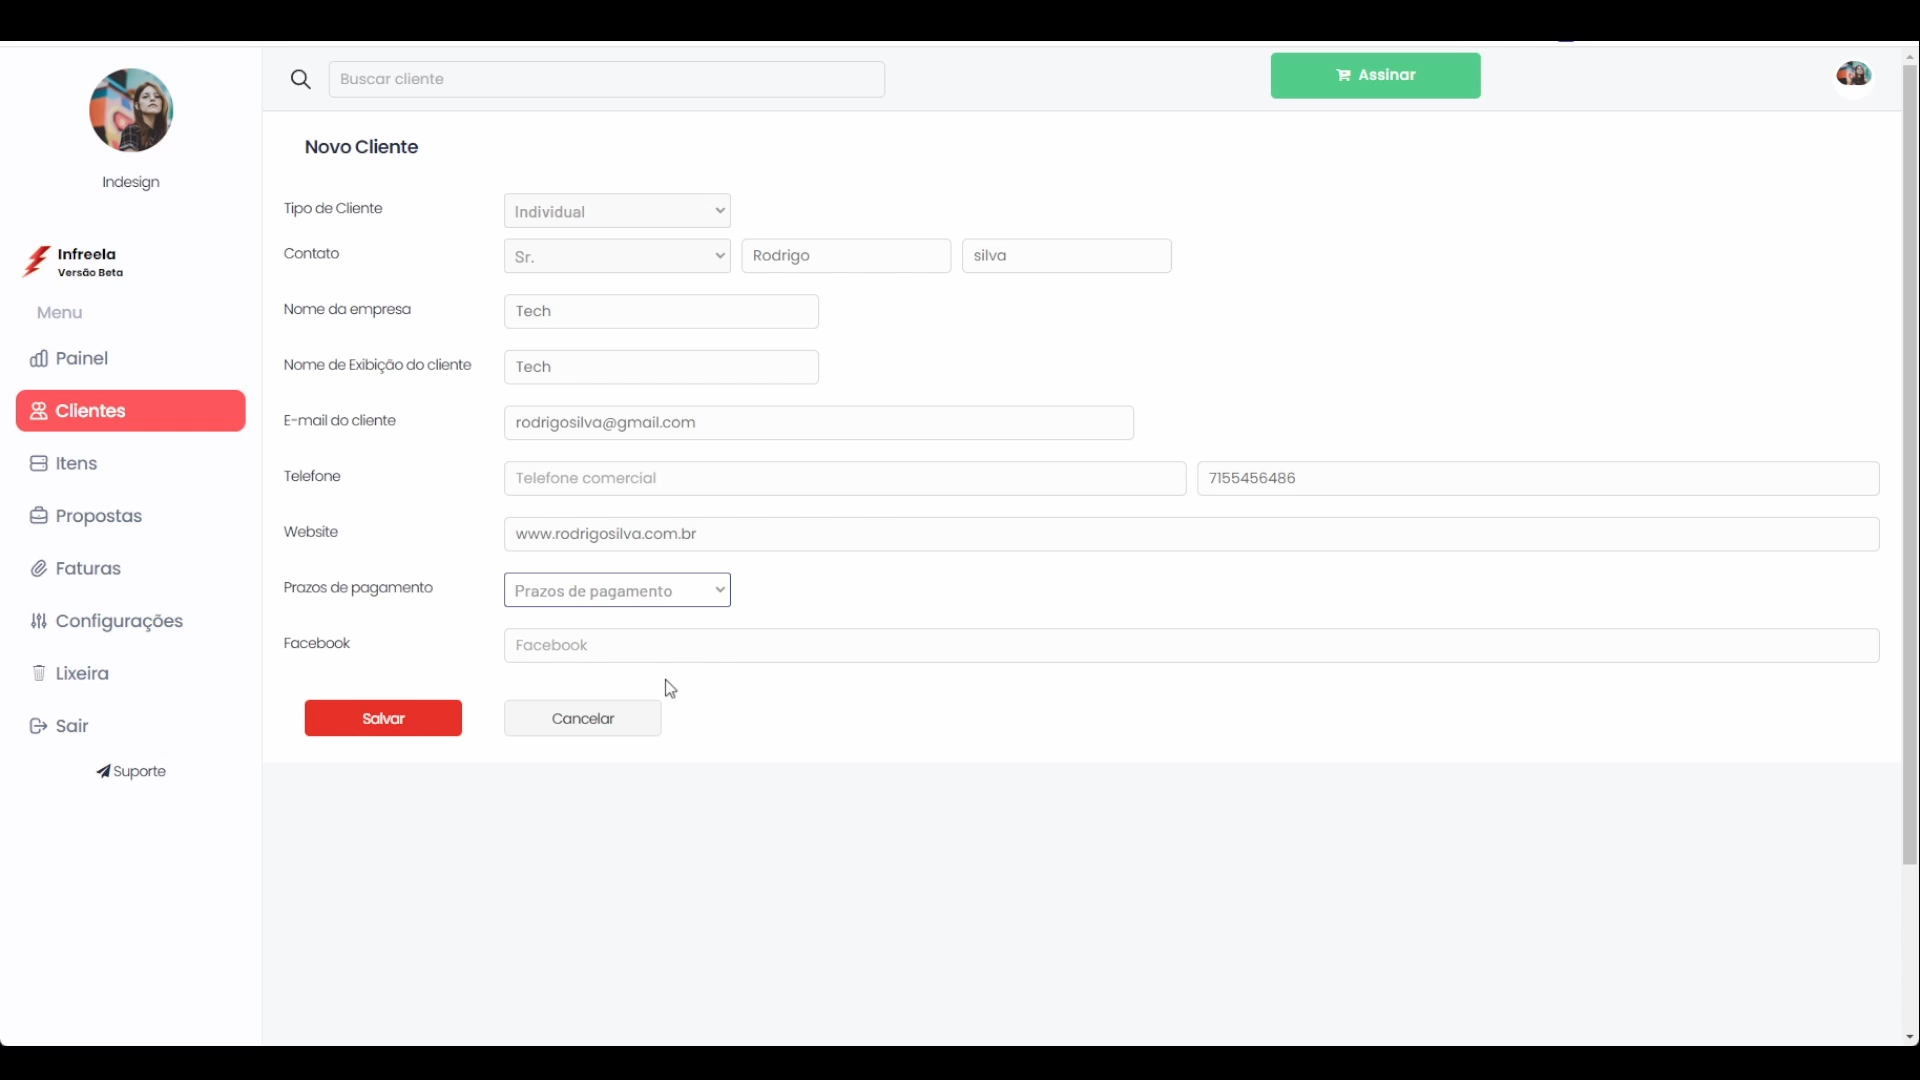 Buscar cliente
Assinar
Indesign
Infreela
Versão Beta
Menu
Painel
Clientes
Itens
Propostas
Faturas
Configurações
Lixeira
Sair
Suporte
Novo Cliente
Tipo de Cliente
Individual
Contato
Sr.
Rodrigo
silva
Nome da empresa
Tech
Nome de Exibição do cliente
Tech
E-mail do cliente
rodrigosilva@gmail.com
Telefone
Telefone comercial
7155456486
Website
www.rodrigosilva.com.br
Prazos de pagamento
Prazos de pagamento
Facebook
Facebook
Salvar
Cancelar